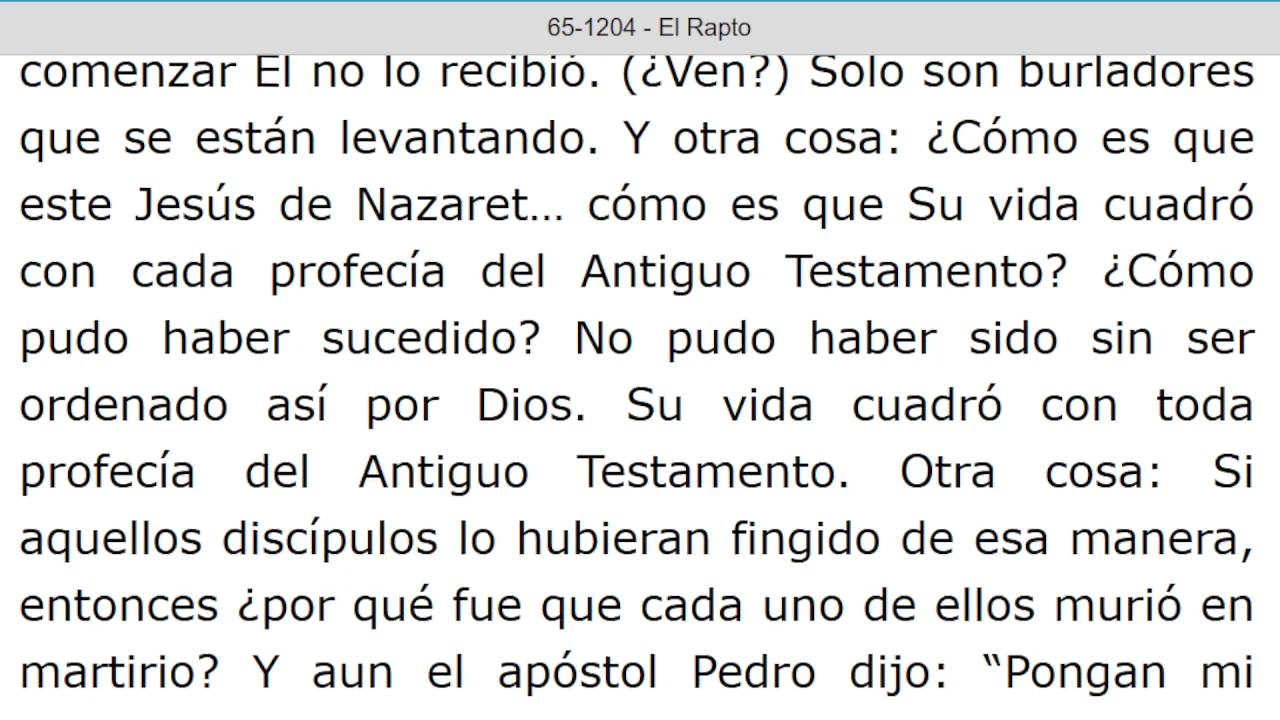 65-1204 - El Rapto
comenzar Él no lo recibió. (¿Ven?) Solo son burladores
que se están levantando. Y otra cosa: ¿Cómo es que
este Jesús de Nazaret… cómo es que Su vida cuadró
con cada profecía del Antiguo Testamento? ¿Cómo
pudo haber sucedido? No pudo haber sido sin ser
ordenado así por Dios. Su vida cuadró con toda
profecía del Antiguo Testamento. Otra cosa: Si
aquellos discípulos lo hubieran fingido de esa manera,
entonces ¿por qué fue que cada uno de ellos murió en
martirio? Y aun el apóstol Pedro dijo: “Pongan mi